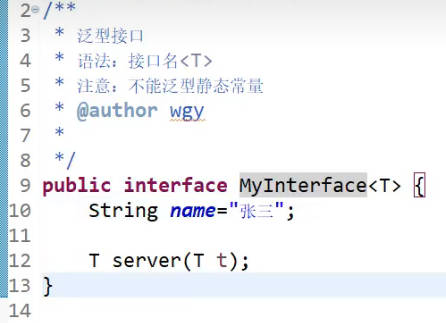 2 /**
3 * 泛型接口
4 * 语法：接口名<T>
5 * 注意：不能泛型静态常量
6 * @author wgy
7 *
8 */
9 public interface MyInterface<T> {
10 String name="张三";
11
12 T server(T t);
13 }
14